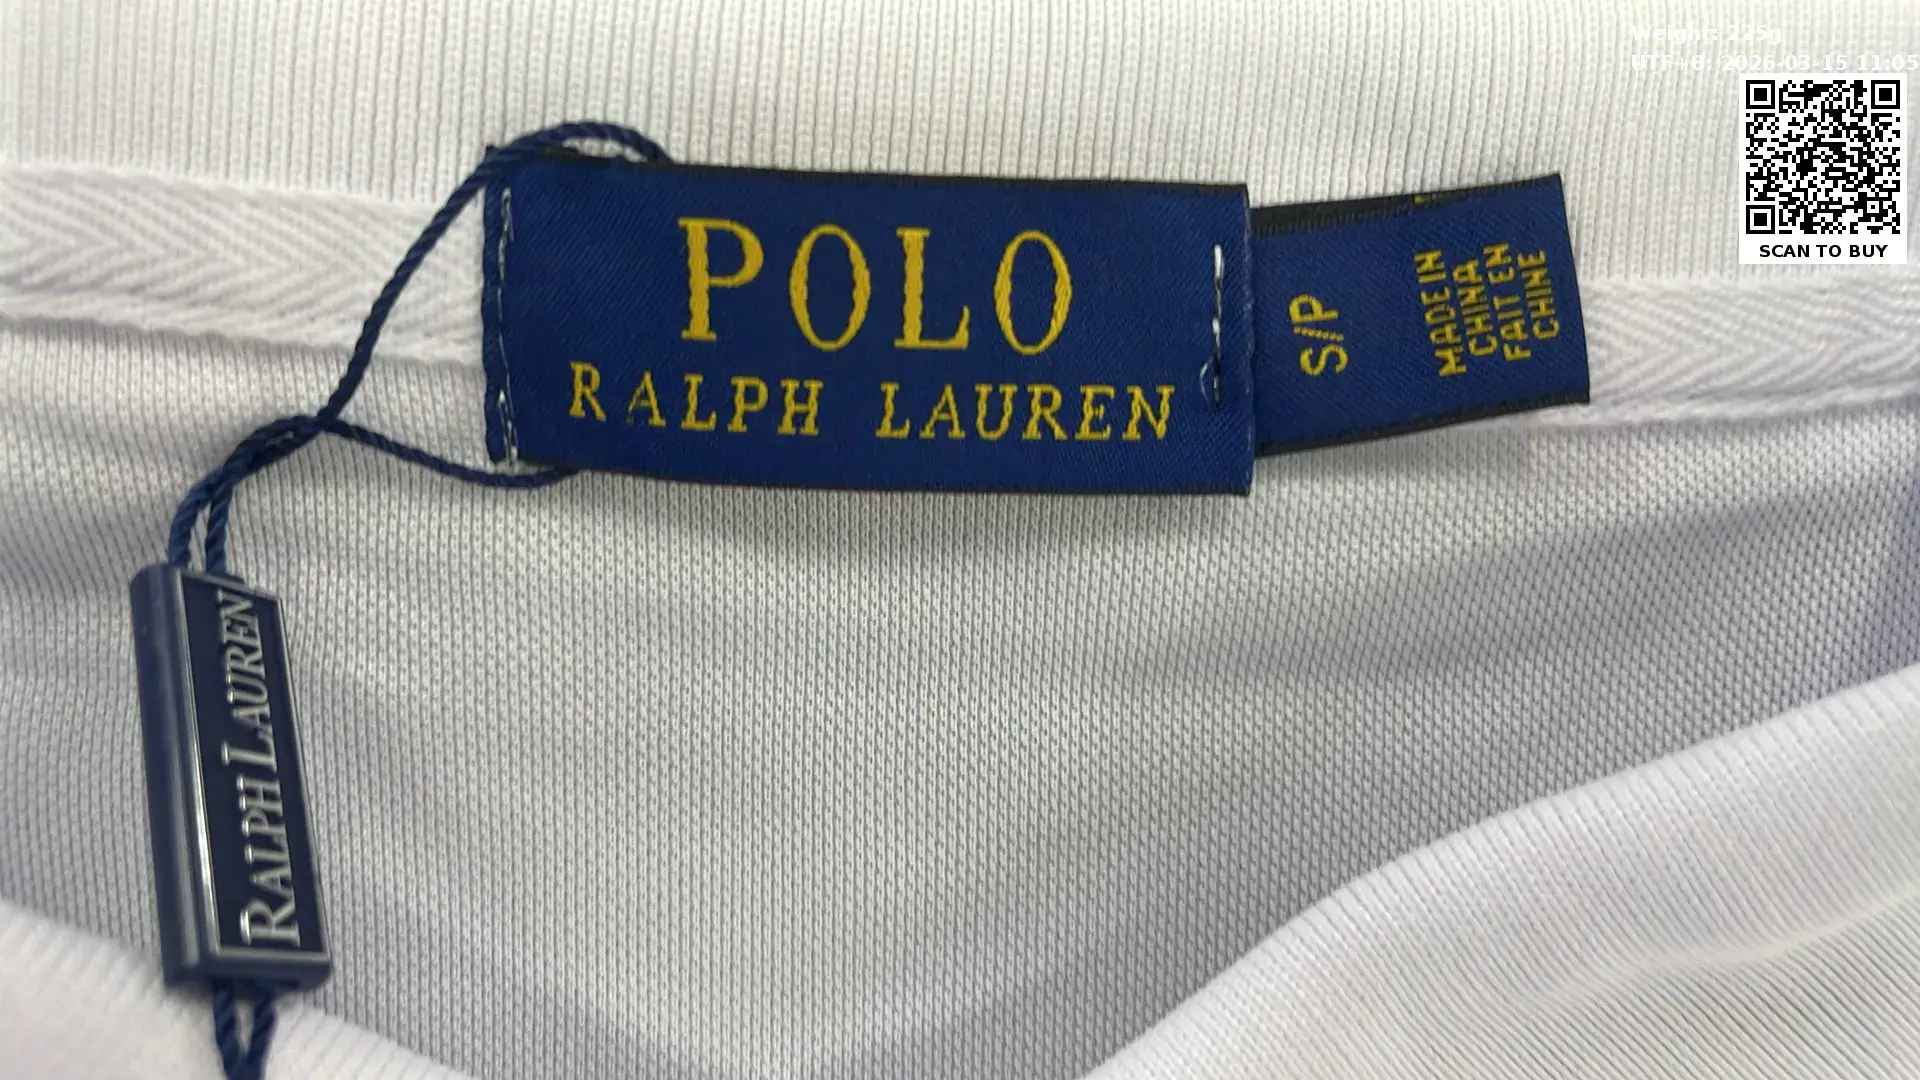 Weight: 225g
UTF+8: 2026-03-15 11:05
SCAN TO BUY
POLO
RALPH LAUREN
S/P
MADE IN
CHINA
FAIT EN
CHINE
RALPH LAUREN